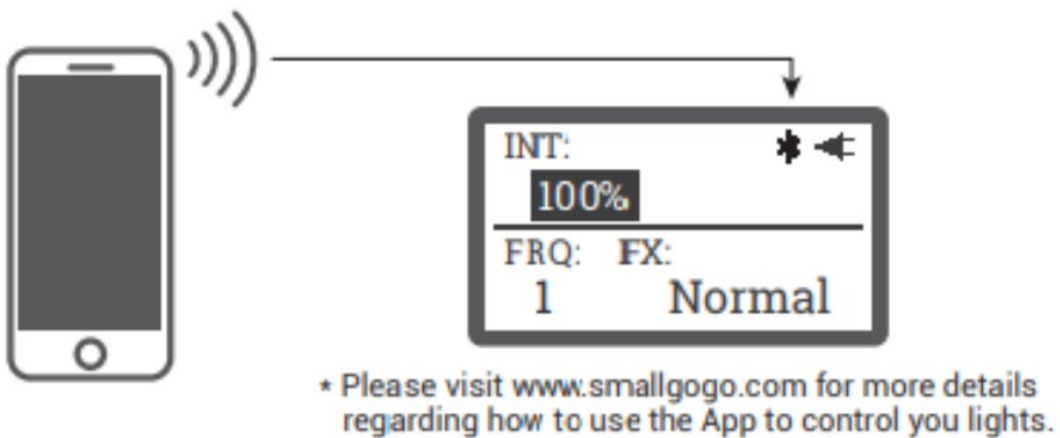 INT:
100%
FRQ: FX:
1 Normal
* Please visit www.smallgogo.com for more details
regarding how to use the App to control you lights.